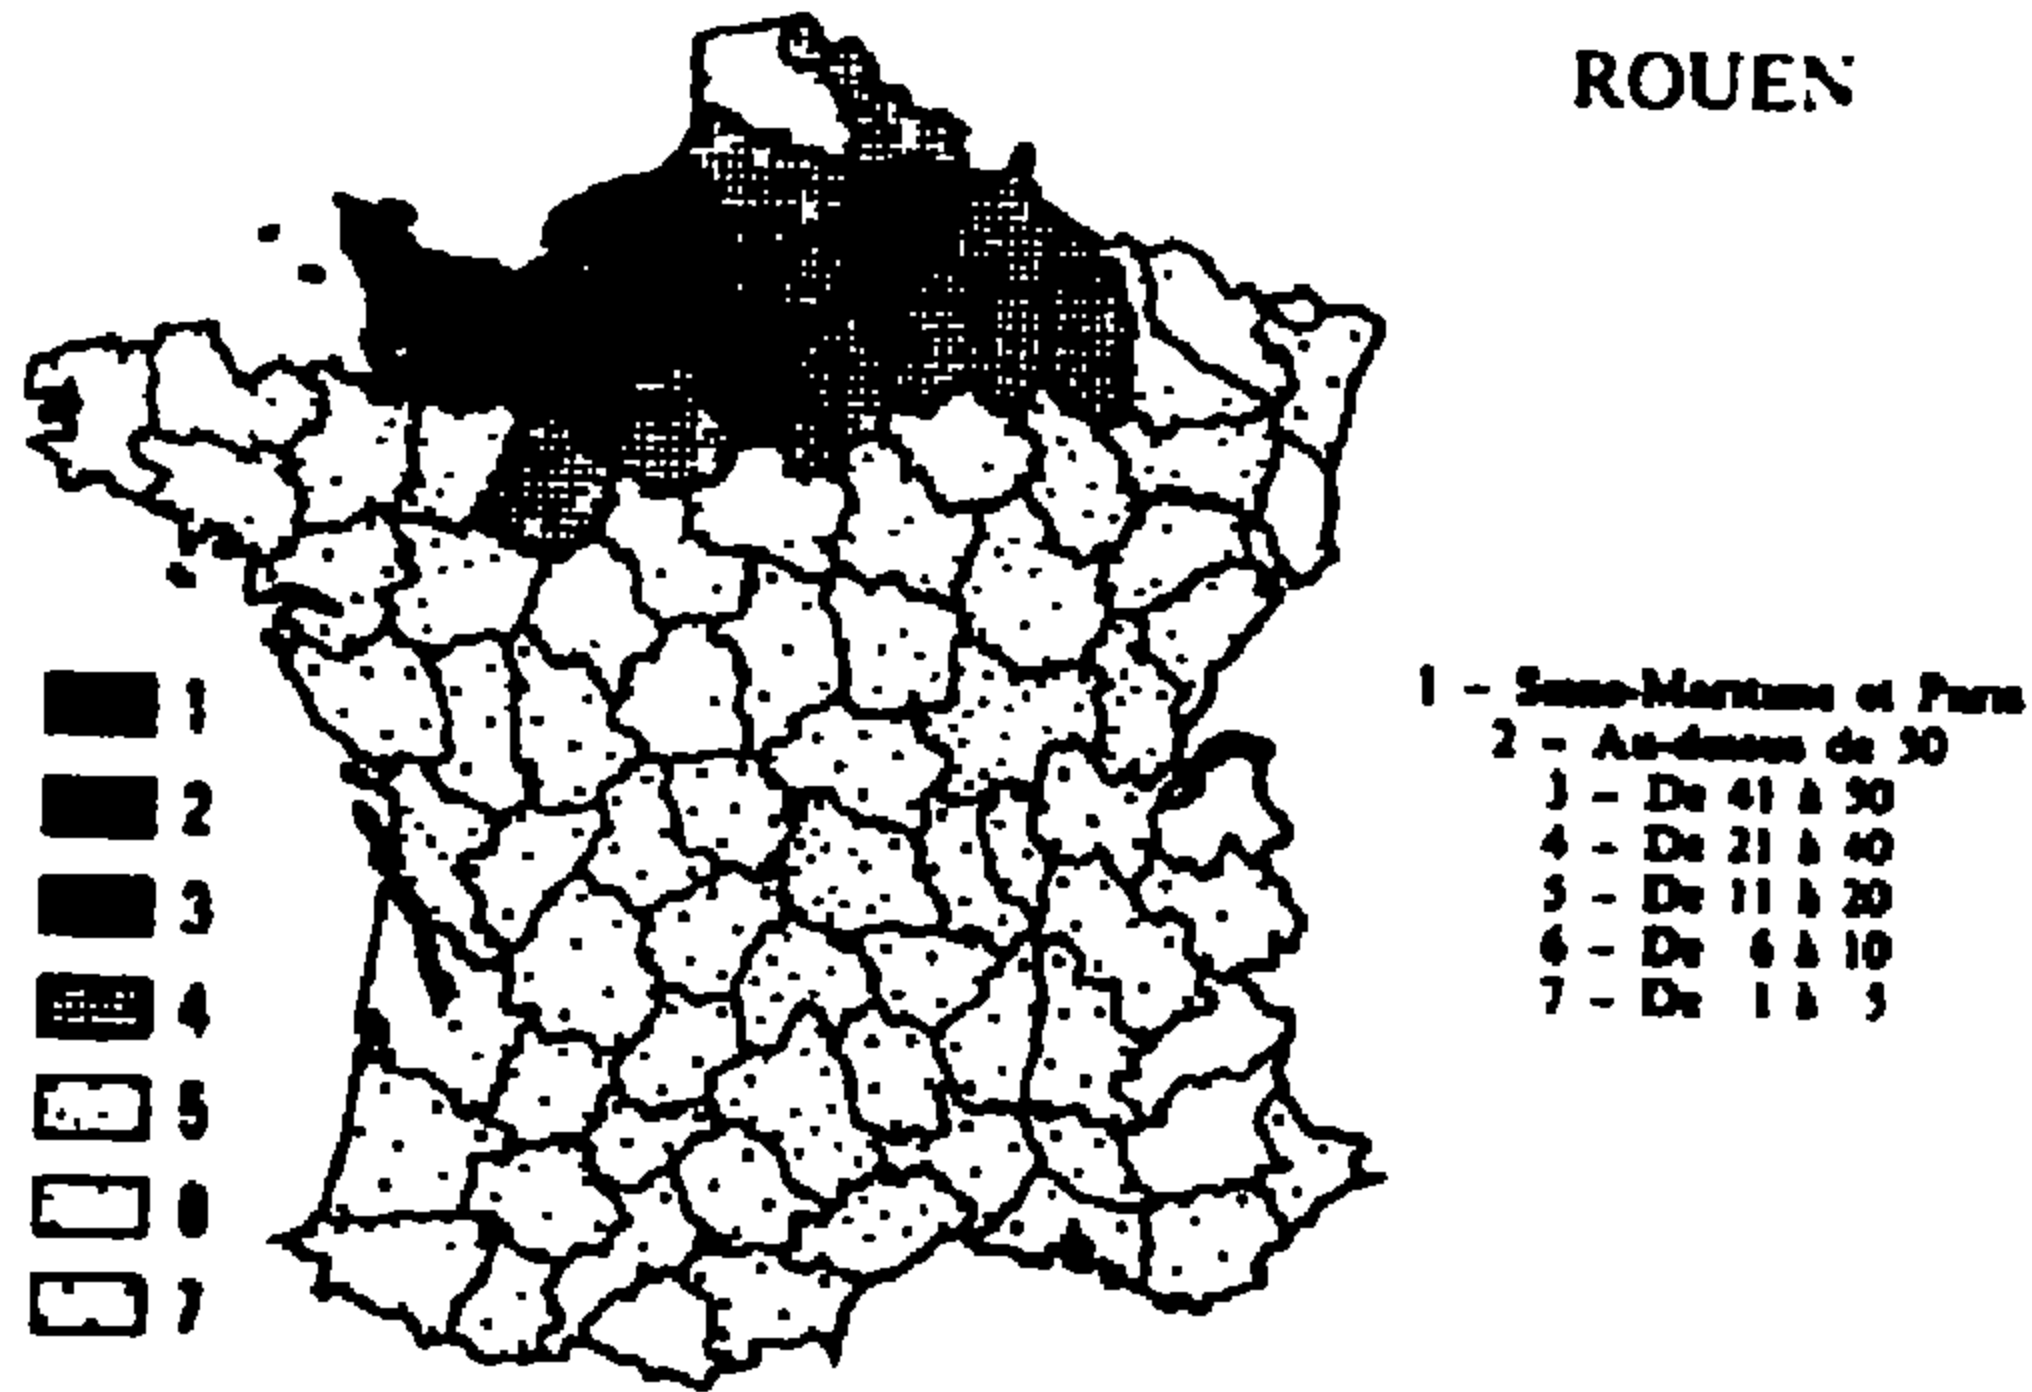 ROUEN
1
2
3
4
5
6
7
1 - Seine-Maritime et Paris
2 - Au-dessus de 50
3 - De 41 à 50
4 - De 21 à 40
5 - De 11 à 20
6 - De 6 à 10
7 - De 1 à 5